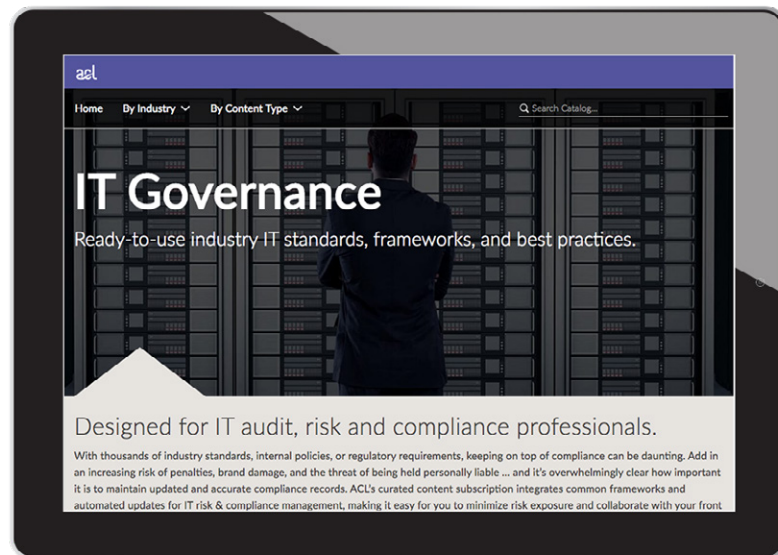 acl
Home By Industry By Content Type Search Catalog...
IT Governance
Ready-to-use industry IT standards, frameworks, and best practices.
Designed for IT audit, risk and compliance professionals.
With thousands of industry standards, internal policies, or regulatory requirements, keeping on top of compliance can be daunting. Add in
an increasing risk of penalties, brand damage, and the threat of being held personally liable ... and it's overwhelmingly clear how important
it is to maintain updated and accurate compliance records. ACL's curated content subscription integrates common frameworks and
automated updates for IT risk & compliance management, making it easy for you to minimize risk exposure and collaborate with your front